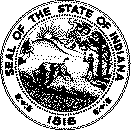 SEAL OF THE STATE OF INDIANA
1816